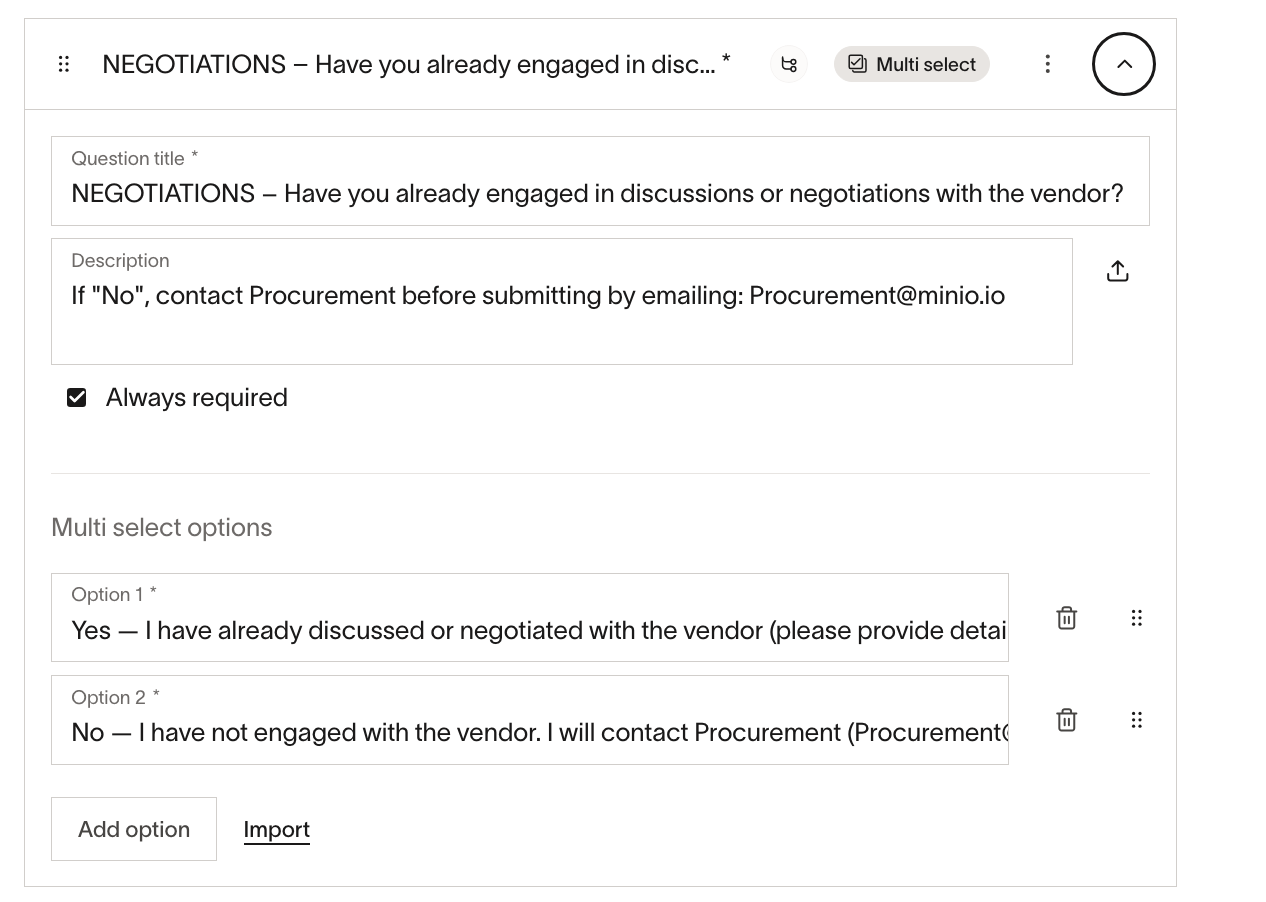 NEGOTIATIONS – Have you already engaged in disc... *
Multi select
Question title *
NEGOTIATIONS – Have you already engaged in discussions or negotiations with the vendor?
Description
If "No", contact Procurement before submitting by emailing: Procurement@minio.io
Always required
Multi select options
Option 1 *
Yes — I have already discussed or negotiated with the vendor (please provide detai
Option 2 *
No — I have not engaged with the vendor. I will contact Procurement (Procurement@
Add option
Import